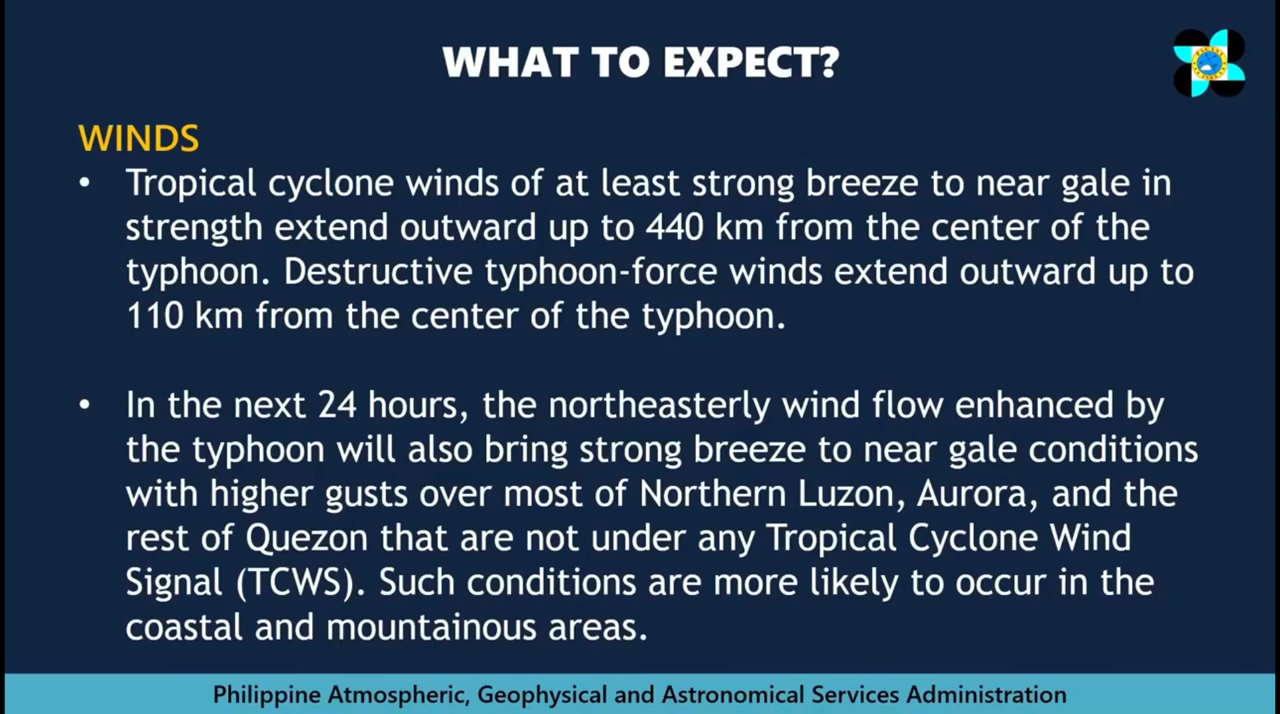 WHAT TO EXPECT?
WINDS
• Tropical cyclone winds of at least strong breeze to near gale in
strength extend outward up to 440 km from the center of the
typhoon. Destructive typhoon-force winds extend outward up to
110 km from the center of the typhoon.
• In the next 24 hours, the northeasterly wind flow enhanced by
the typhoon will also bring strong breeze to near gale conditions
with higher gusts over most of Northern Luzon, Aurora, and the
rest of Quezon that are not under any Tropical Cyclone Wind
Signal (TCWS). Such conditions are more likely to occur in the
coastal and mountainous areas.
Philippine Atmospheric, Geophysical and Astronomical Services Administration